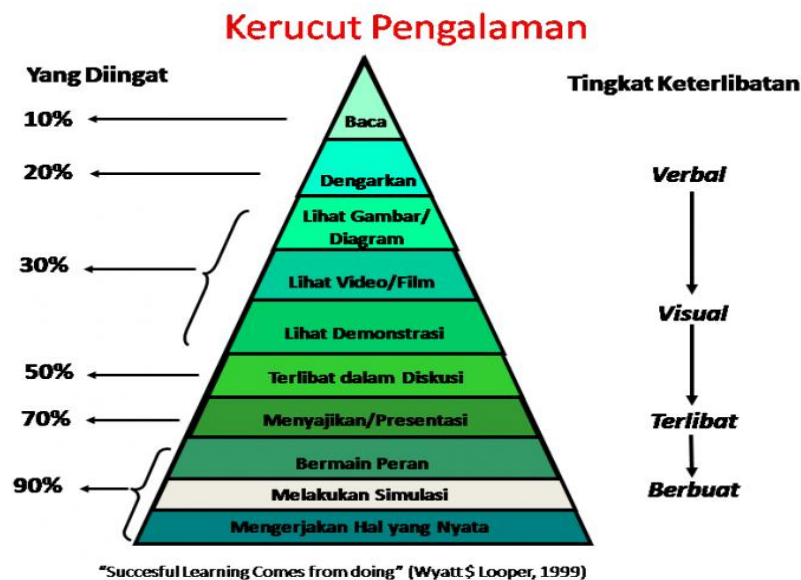 Kerucut Pengalaman
Yang Diingat
Tingkat Keterlibatan
10%
Baca
20%
Dengarkan
Verbal
Lihat Gambar/
Diagram
30%
Lihat Video/Film
Visual
Lihat Demonstrasi
50%
Terlibat dalam Diskusi
70%
Menyajikan/Presentasi
Terlibat
Bermain Peran
90%
Melakukan Simulasi
Berbuat
Mengerjakan Hal yang Nyata
“Succesful Learning Comes from doing” (Wyatt$ Looper, 1999)